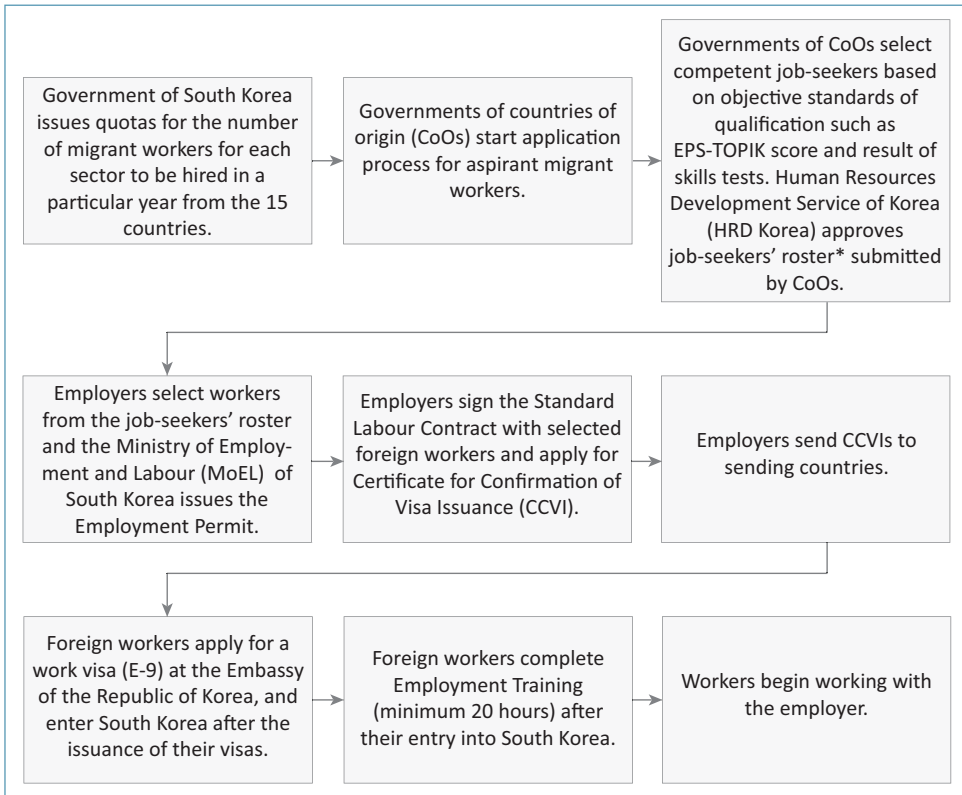 Government of South Korea
issues quotas for the number
of migrant workers for each
sector to be hired in a
particular year from the 15
countries.
Governments of countries of
origin (CoOs) start application
process for aspirant migrant
workers.
Governments of CoOs select
competent job-seekers based
on objective standards of
qualification such as
EPS-TOPIK score and result of
skills tests. Human Resources
Development Service of Korea
(HRD Korea) approves
job-seekers’ roster* submitted
by CoOs.
Employers select workers
from the job-seekers’ roster
and the Ministry of Employ-
ment and Labour (MoEL) of
South Korea issues the
Employment Permit.
Employers sign the Standard
Labour Contract with selected
foreign workers and apply for
Certificate for Confirmation of
Visa Issuance (CCVI).
Employers send CCVIs to
sending countries.
Foreign workers apply for a
work visa (E-9) at the Embassy
of the Republic of Korea, and
enter South Korea after the
issuance of their visas.
Foreign workers complete
Employment Training
(minimum 20 hours) after
their entry into South Korea.
Workers begin working with
the employer.